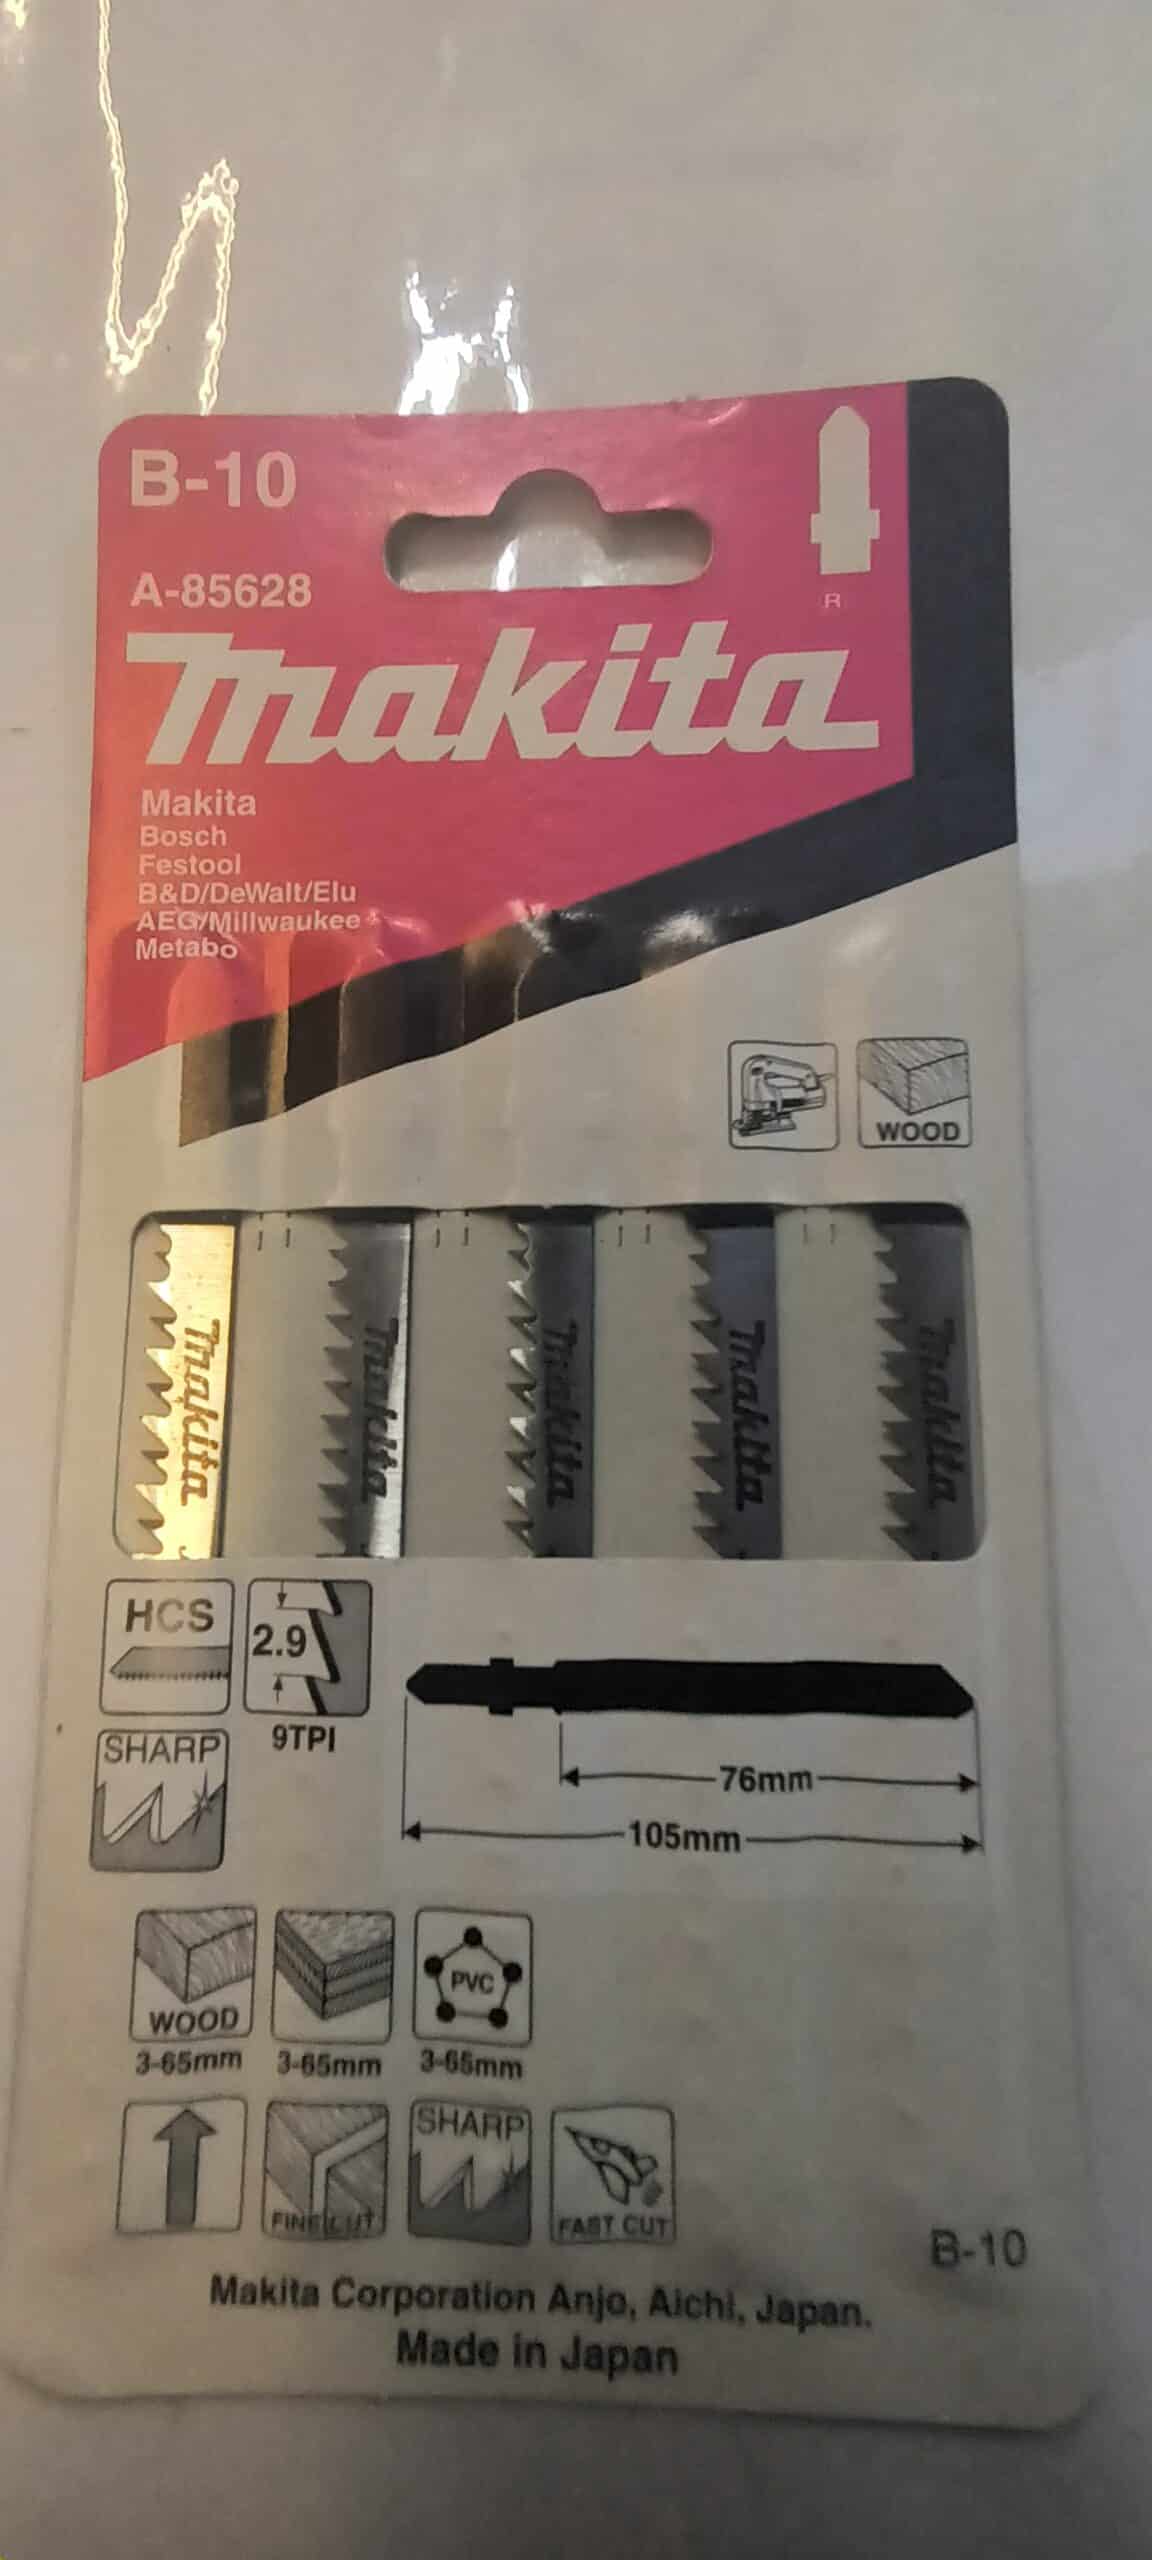 B-10
R
A-85628
makita
Makita
Bosch
Festool
B&D/DeWalt/Elu
AEG/Millwaukee
Metabo
WOOD
makita makita makita makita makita
HCS
2.9
9TPI
SHARP
76mm
105mm
WOOD
PVC
3-65mm 3-65mm 3-65mm
FINE CUT
SHARP
FAST CUT
B-10
Makita Corporation Anjo, Aichi, Japan.
Made in Japan